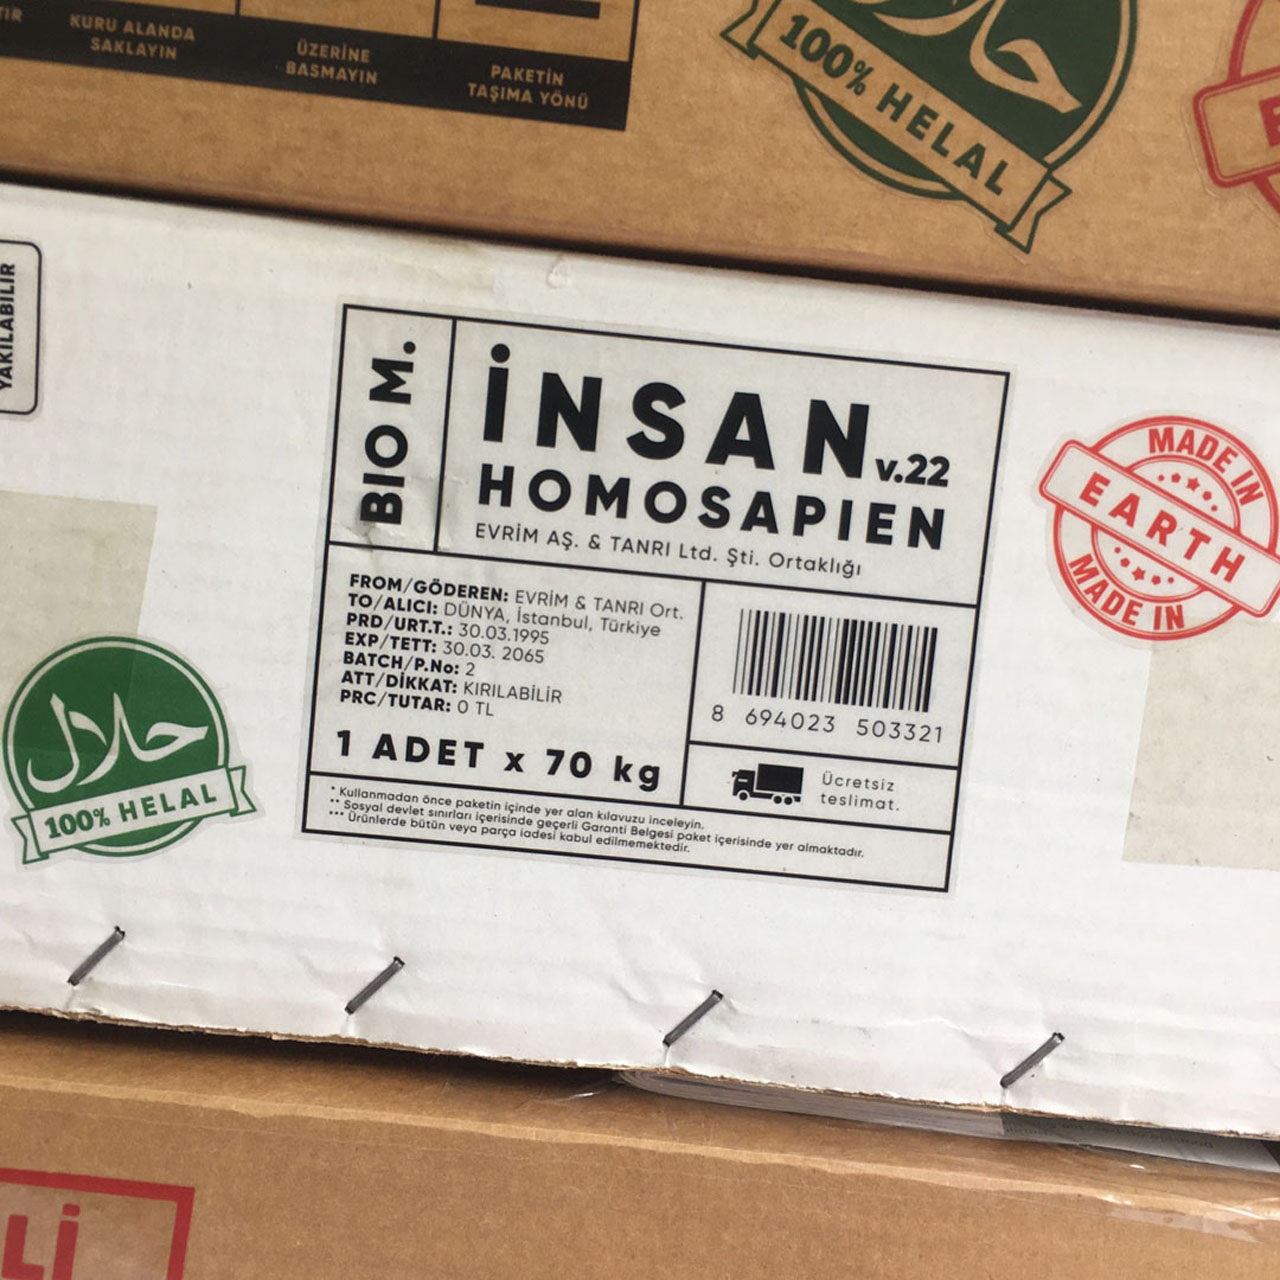 KURU ALANDA
SAKLAYIN
ÜZERİNE
BASMAYIN
PAKETİN
TAŞIMA YÖNÜ
حلال
100% HELAL
YAKILABİLİR
BIO M.
İNSAN v.22
HOMOSAPIEN
EVRİM AŞ. & TANRI Ltd. Şti. Ortaklığı
FROM/GÖDEREN: EVRİM & TANRI Ort.
TO/ALICI: DÜNYA, İstanbul, Türkiye
PRD/URT.T.: 30.03.1995
EXP/TETT: 30.03. 2065
BATCH/P.No: 2
ATT/DİKKAT: KIRILABİLİR
PRC/TUTAR: 0 TL
1 ADET x 70 kg
8 694023 503321
Ücretsiz
teslimat.
* Kullanmadan önce paketin içinde yer alan kılavuzu inceleyin.
** Sosyal devlet sınırları içerisinde geçerli Garanti Belgesi paket içerisinde yer almaktadır.
*** Ürünlerde bütün veya parça iadesi kabul edilmemektedir.
MADE IN
EARTH
MADE IN
حلال
100% HELAL